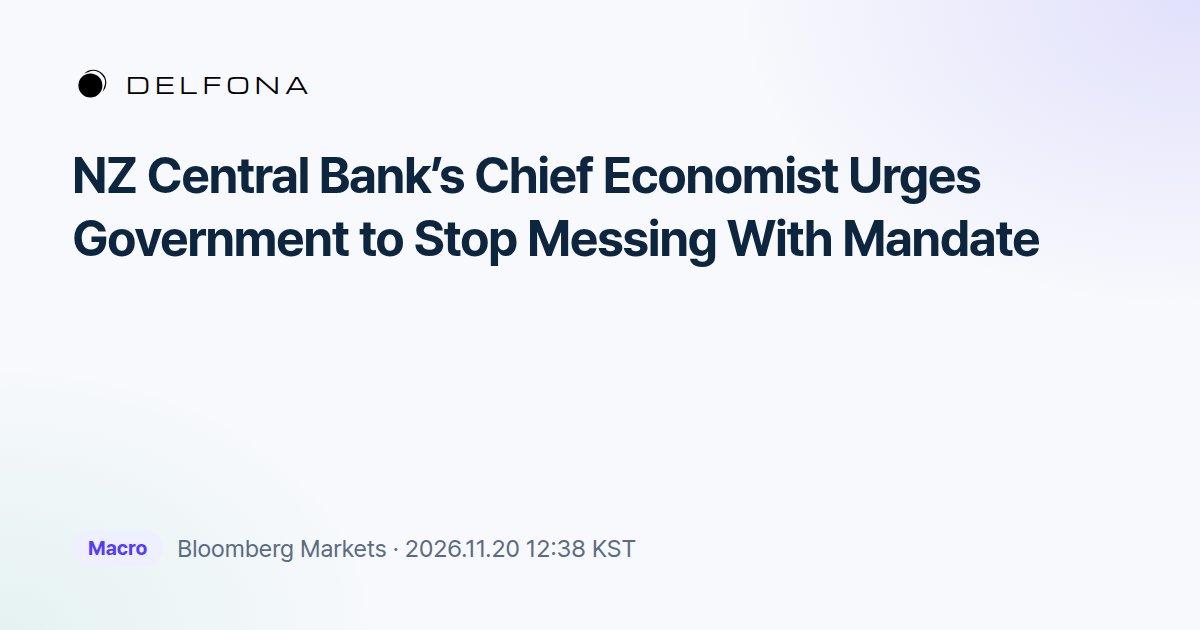 DELFONA
NZ Central Bank’s Chief Economist Urges
Government to Stop Messing With Mandate
Macro Bloomberg Markets · 2026.11.20 12:38 KST